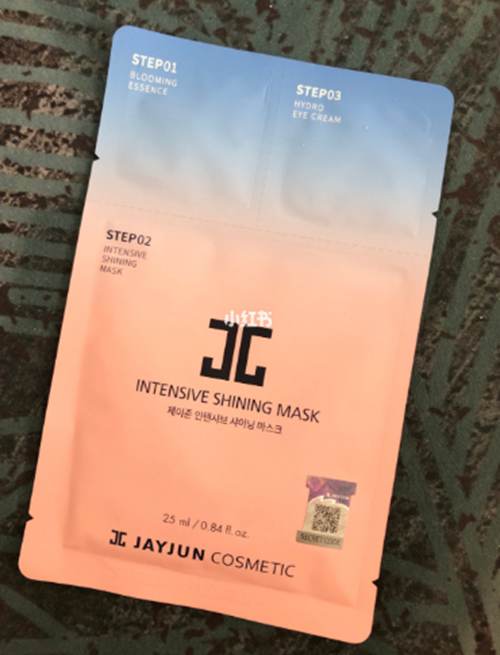 STEP01
BLOOMING
ESSENCE
STEP03
HYDRO
EYE CREAM
STEP02
INTENSIVE
SHINING
MASK
小红书
INTENSIVE SHINING MASK
제이준 인텐시브 샤이닝 마스크
25 ml / 0.84 fl. oz.
SECRET CODE
JAYJUN COSMETIC